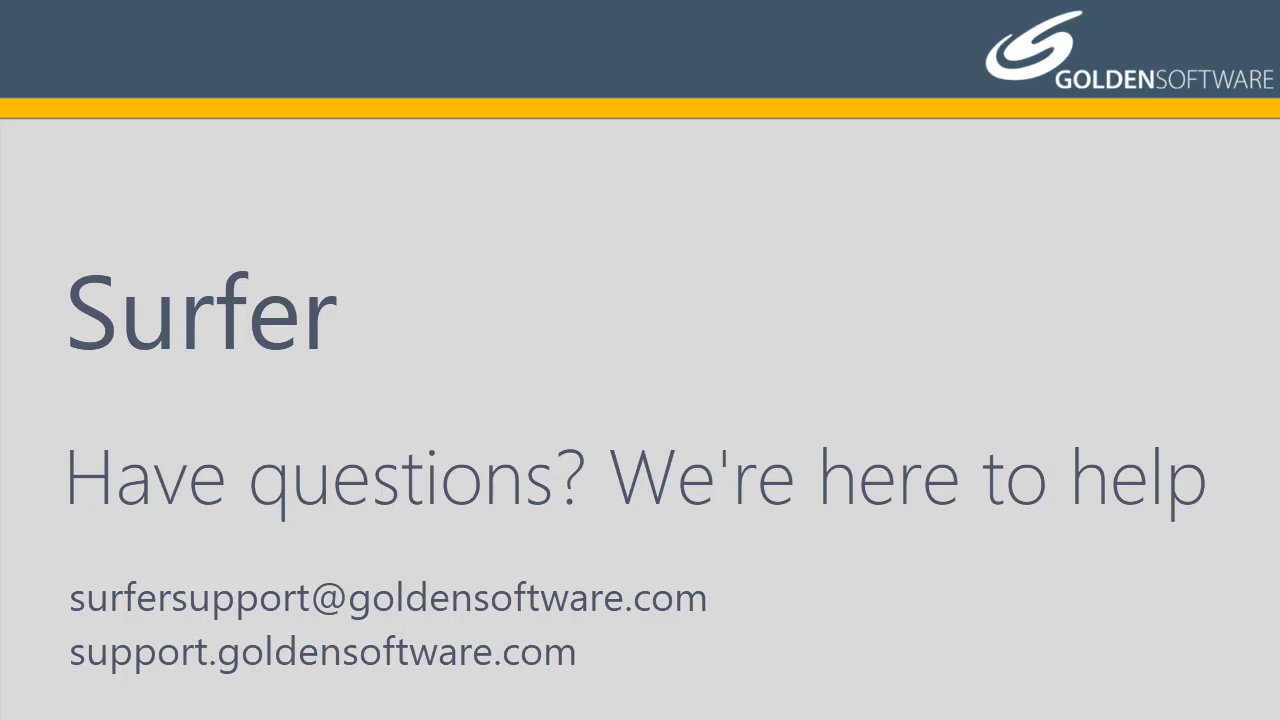 GOLDENSOFTWARE
Surfer
Have questions? We're here to help
surfersupport@goldensoftware.com
support.goldensoftware.com